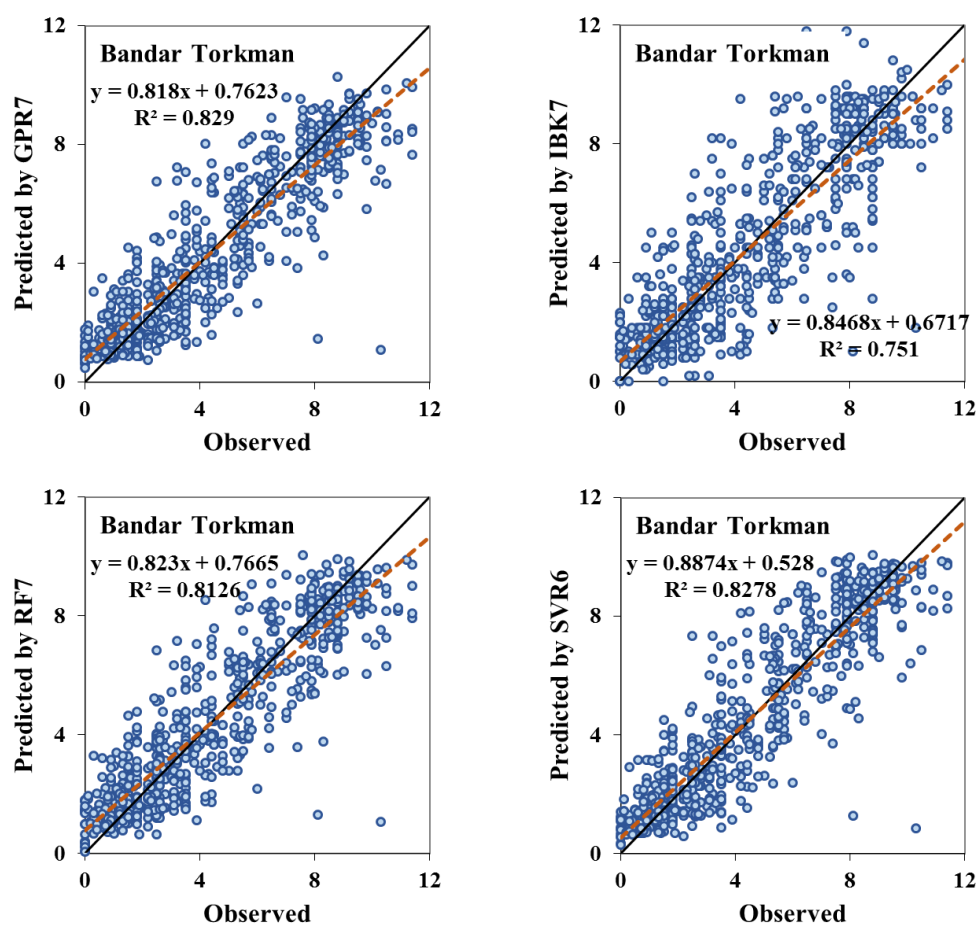 12
8
4
0
Predicted by GPR7
Bandar Torkman
y = 0.818x + 0.7623
R² = 0.829
0 4 8 12
Observed
12
8
4
0
Predicted by IBK7
Bandar Torkman
y = 0.8468x + 0.6717
R² = 0.751
0 4 8 12
Observed
12
8
4
0
Predicted by RF7
Bandar Torkman
y = 0.823x + 0.7665
R² = 0.8126
0 4 8 12
Observed
12
8
4
0
Predicted by SVR6
Bandar Torkman
y = 0.8874x + 0.528
R² = 0.8278
0 4 8 12
Observed